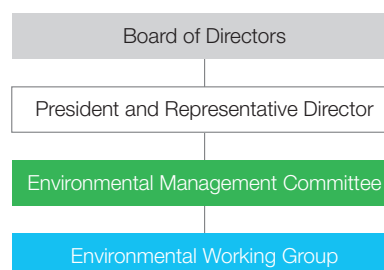 Board of Directors
President and Representative Director
Environmental Management Committee
Environmental Working Group